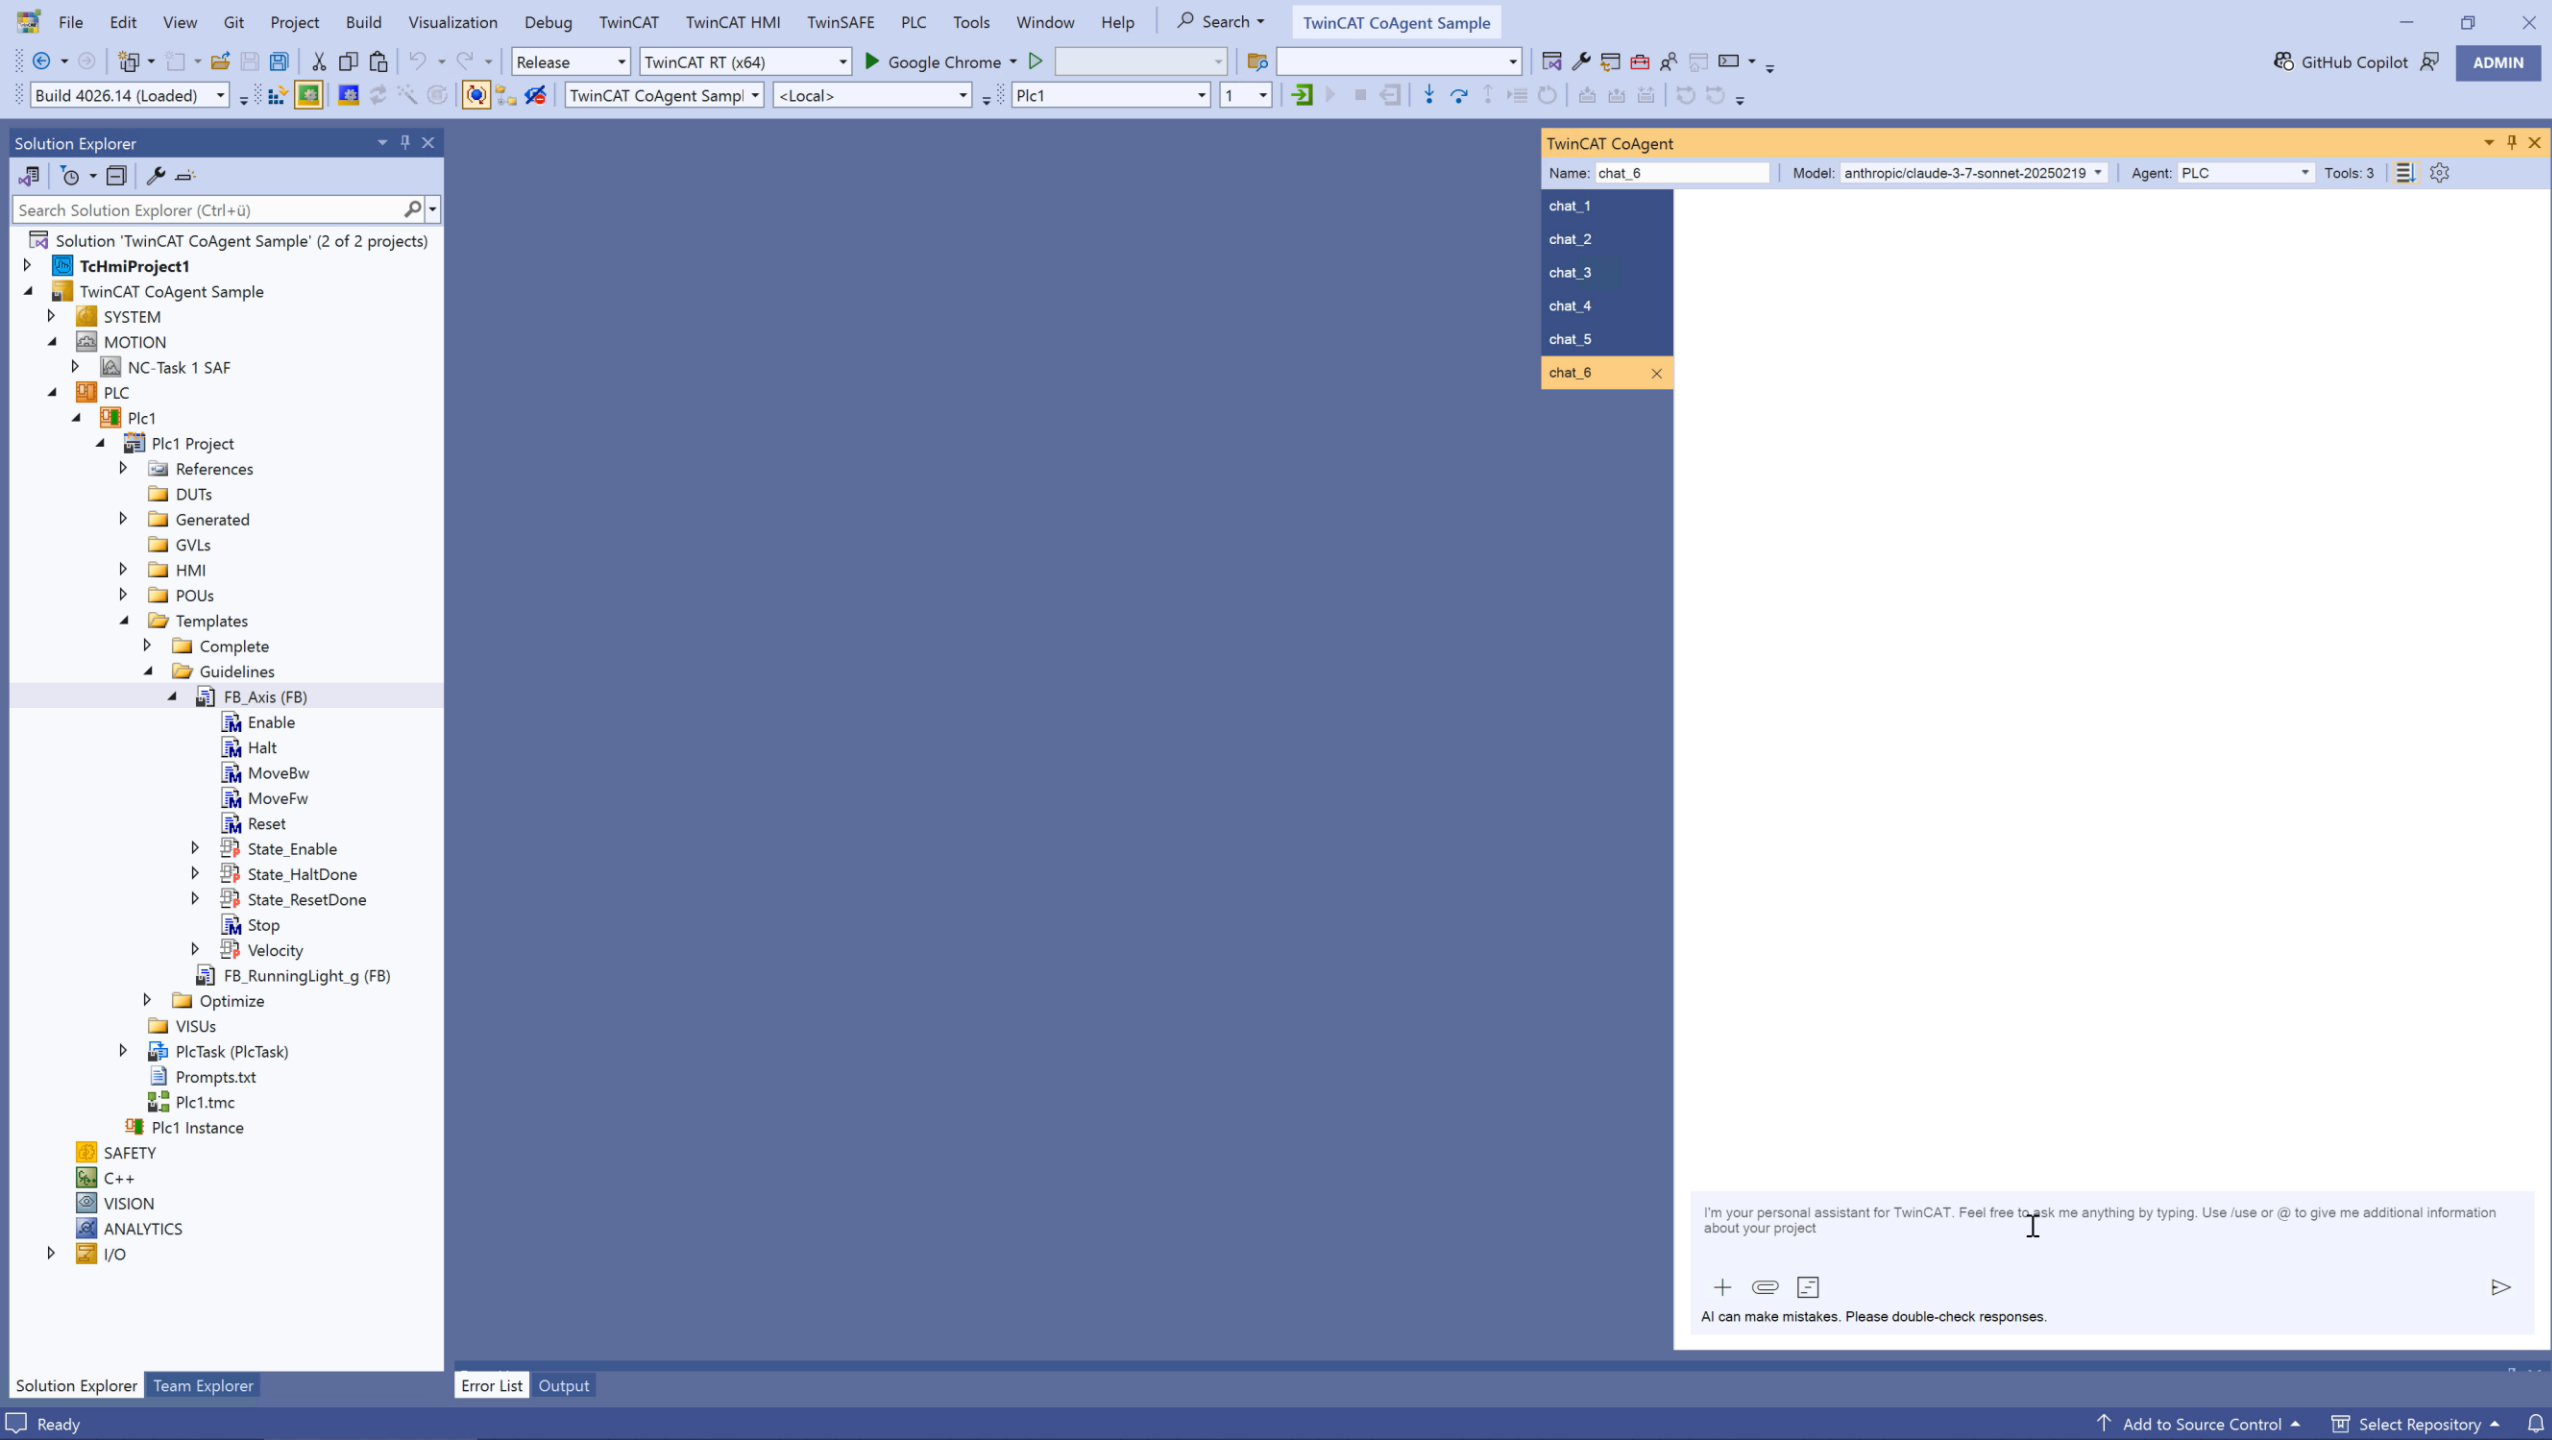 File Edit View Git Project Build Visualization Debug TwinCAT TwinCAT HMI TwinSAFE PLC Tools Window Help Search TwinCAT CoAgent Sample
Release TwinCAT RT (x64) Google Chrome GitHub Copilot ADMIN
Build 4026.14 (Loaded) TwinCAT CoAgent Sampl <Local> Plc1 1
Solution Explorer
Search Solution Explorer (Ctrl+ü)
Solution 'TwinCAT CoAgent Sample' (2 of 2 projects)
TcHmiProject1
TwinCAT CoAgent Sample
SYSTEM
MOTION
NC-Task 1 SAF
PLC
Plc1
Plc1 Project
References
DUTs
Generated
GVLs
HMI
POUs
Templates
Complete
Guidelines
FB_Axis (FB)
Enable
Halt
MoveBw
MoveFw
Reset
State_Enable
State_HaltDone
State_ResetDone
Stop
Velocity
FB_RunningLight_g (FB)
Optimize
VISUs
PlcTask (PlcTask)
Prompts.txt
Plc1.tmc
Plc1 Instance
SAFETY
C++
VISION
ANALYTICS
I/O
Solution Explorer Team Explorer
TwinCAT CoAgent
Name: chat_6 Model: anthropic/claude-3-7-sonnet-20250219 Agent: PLC Tools: 3
chat_1
chat_2
chat_3
chat_4
chat_5
chat_6
I'm your personal assistant for TwinCAT. Feel free to ask me anything by typing. Use /use or @ to give me additional information
about your project
AI can make mistakes. Please double-check responses.
Error List Output
Ready Add to Source Control Select Repository